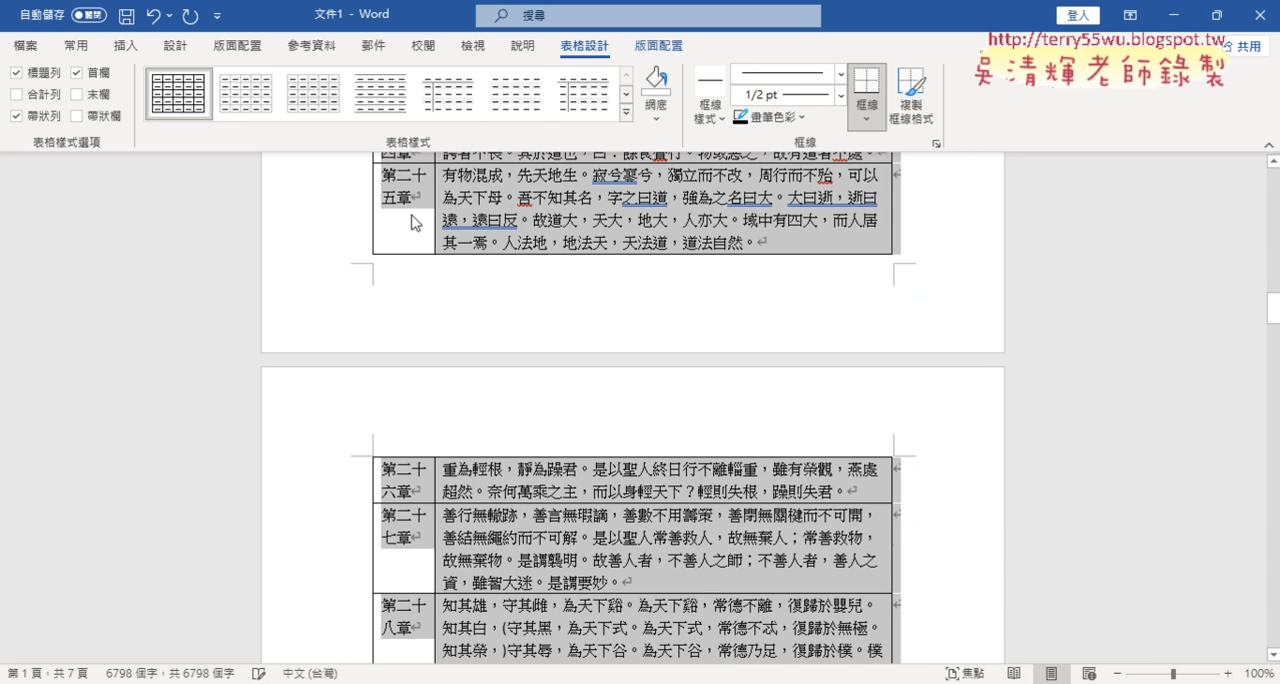 自動儲存 關閉 文件1 - Word 搜尋 登入
http://terry55wu.blogspot.tw
吳清輝老師錄製
檔案 常用 插入 設計 版面配置 參考資料 郵件 校閱 檢視 說明 表格設計 版面配置 共用
標題列 首欄
合計列 末欄
帶狀列 帶狀欄
表格樣式選項
表格樣式
網底
框線樣式
1/2 pt
畫筆色彩
框線
複製框線格式
框線
第二十五章
有物混成，先天地生。寂兮寥兮，獨立而不改，周行而不殆，可以
為天下母。吾不知其名，字之曰道，強為之名曰大。大曰逝，逝曰
遠，遠曰反。故道大，天大，地大，人亦大。域中有四大，而人居
其一焉。人法地，地法天，天法道，道法自然。
第二十六章
重為輕根，靜為躁君。是以聖人終日行不離輜重，雖有榮觀，燕處
超然。奈何萬乘之主，而以身輕天下？輕則失根，躁則失君。
第二十七章
善行無轍跡，善言無瑕讁，善數不用籌策，善閉無關楗而不可開，
善結無繩約而不可解。是以聖人常善救人，故無棄人；常善救物，
故無棄物。是謂襲明。故善人者，不善人之師；不善人者，善人之
資，雖智大迷。是謂要妙。
第二十八章
知其雄，守其雌，為天下谿。為天下谿，常德不離，復歸於嬰兒。
知其白，(守其黑，為天下式。為天下式，常德不忒，復歸於無極。
知其榮，)守其辱，為天下谷。為天下谷，常德乃足，復歸於樸。樸
第 1 頁，共 7 頁 6798 個字，共 6798 個字 中文 (台灣) 焦點 100%